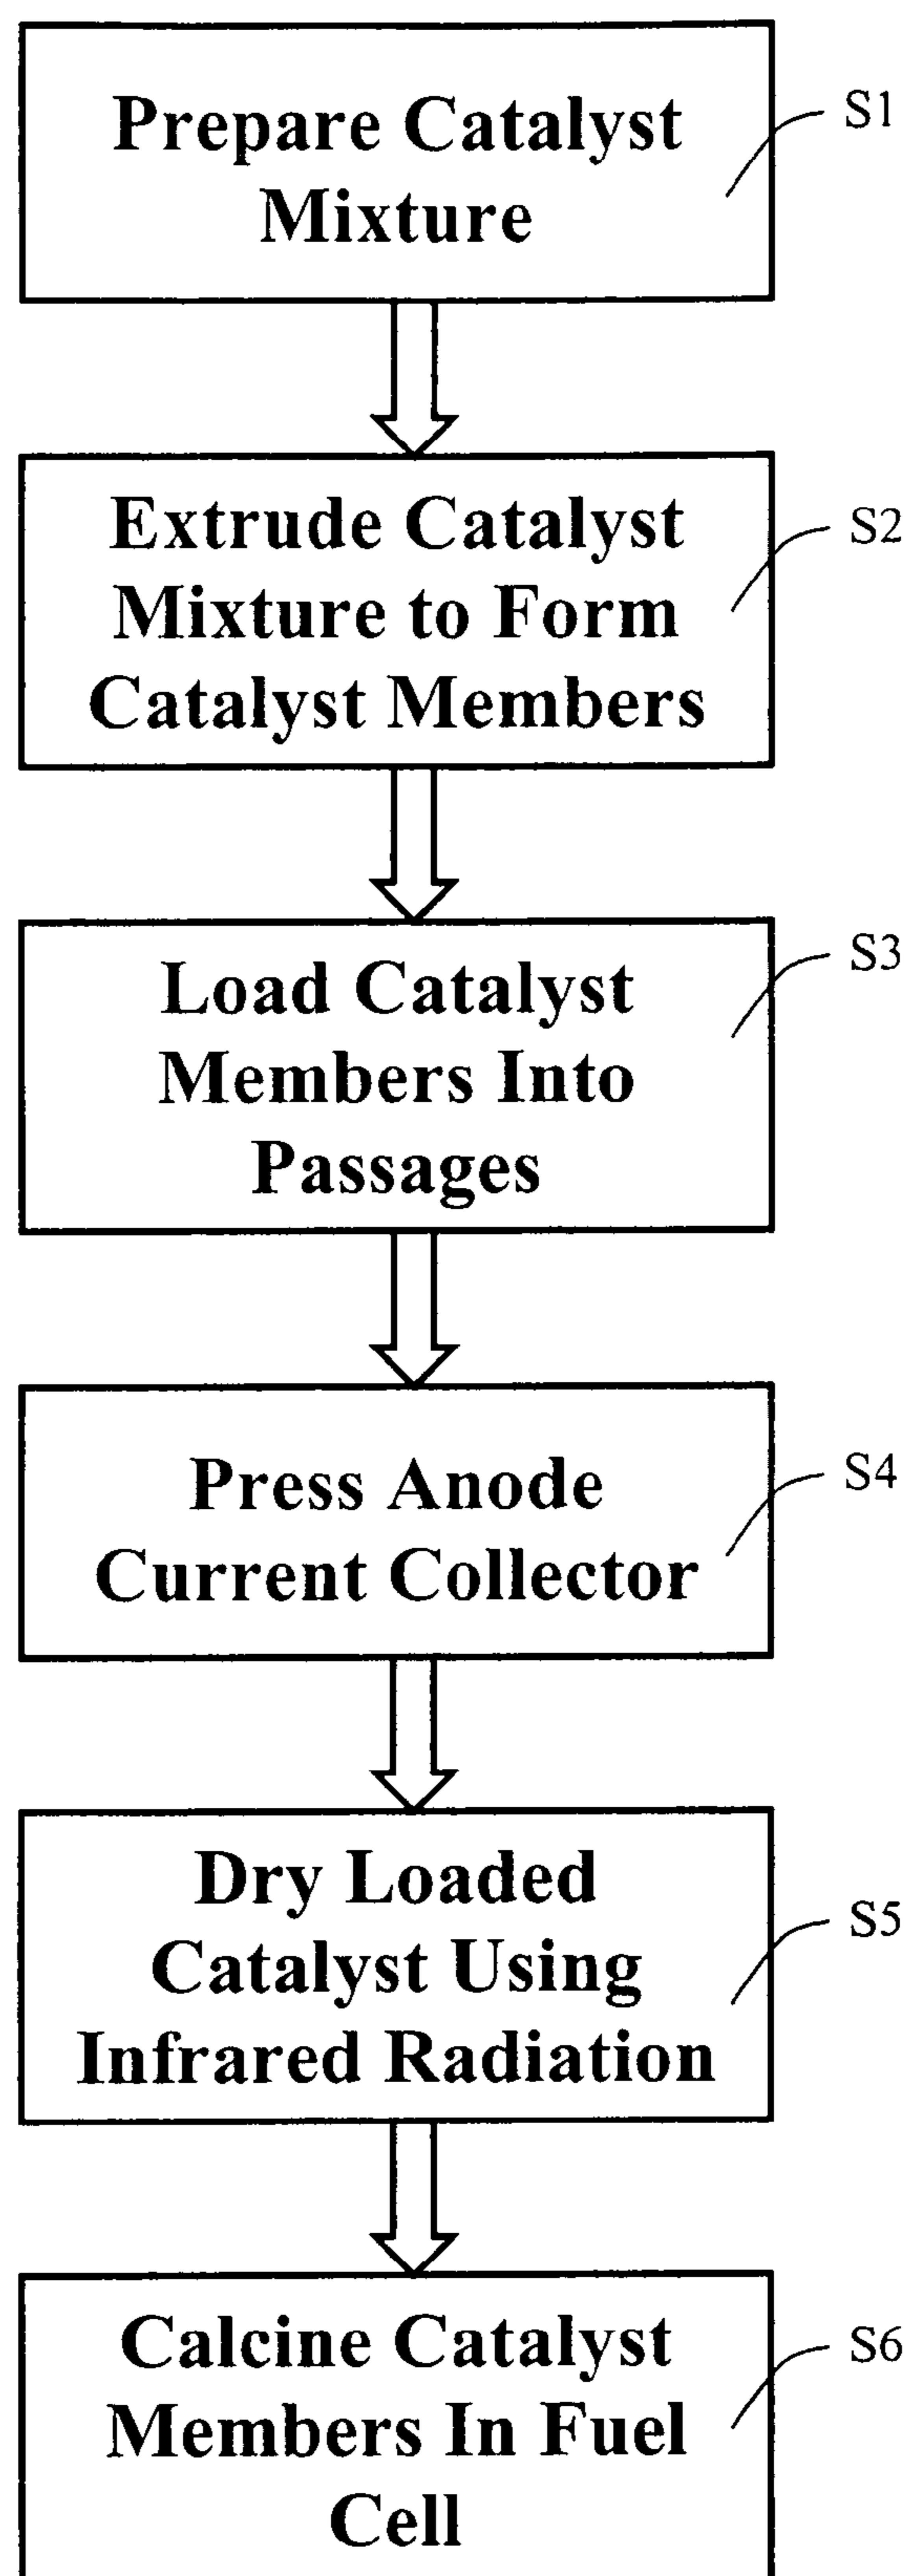 Prepare Catalyst
Mixture
S1
Extrude Catalyst
Mixture to Form
Catalyst Members
S2
Load Catalyst
Members Into
Passages
S3
Press Anode
Current Collector
S4
Dry Loaded
Catalyst Using
Infrared Radiation
S5
Calcine Catalyst
Members In Fuel
Cell
S6